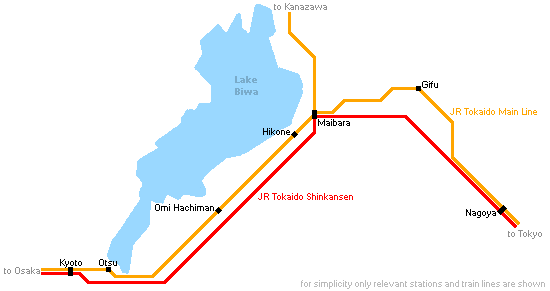 to Kanazawa
Lake
Biwa
Gifu
JR Tokaido Main Line
Maibara
Hikone
JR Tokaido Shinkansen
Omi Hachiman
Nagoya
to Tokyo
Kyoto
Otsu
to Osaka
for simplicity only relevant stations and train lines are shown